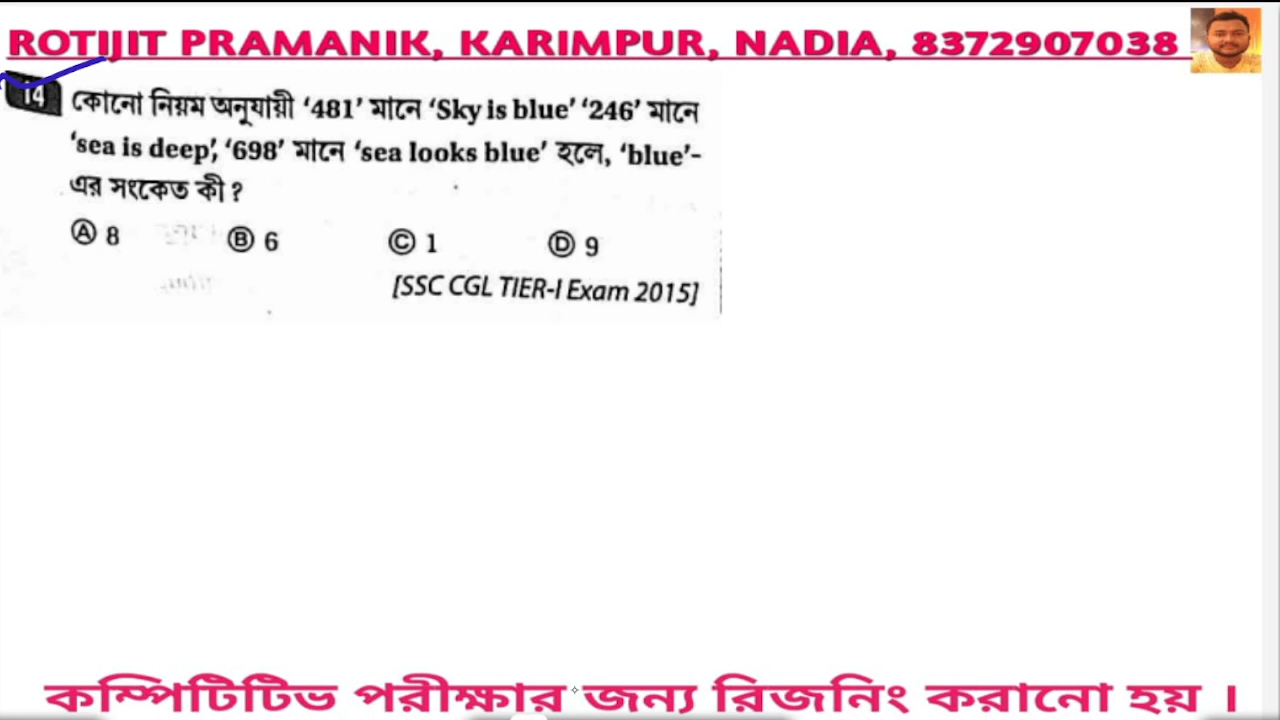 ROTIJIT PRAMANIK, KARIMPUR, NADIA, 8372907038
14 কোনো নিয়ম অনুযায়ী ‘481’ মানে ‘Sky is blue’ ‘246’ মানে
‘sea is deep’, ‘698’ মানে ‘sea looks blue’ হলে, ‘blue’-
এর সংকেত কী?
Ⓐ 8 Ⓑ 6 Ⓒ 1 Ⓓ 9
[SSC CGL TIER-I Exam 2015]
কম্পিটিটিভ পরীক্ষার জন্য রিজনিং করানো হয় ।